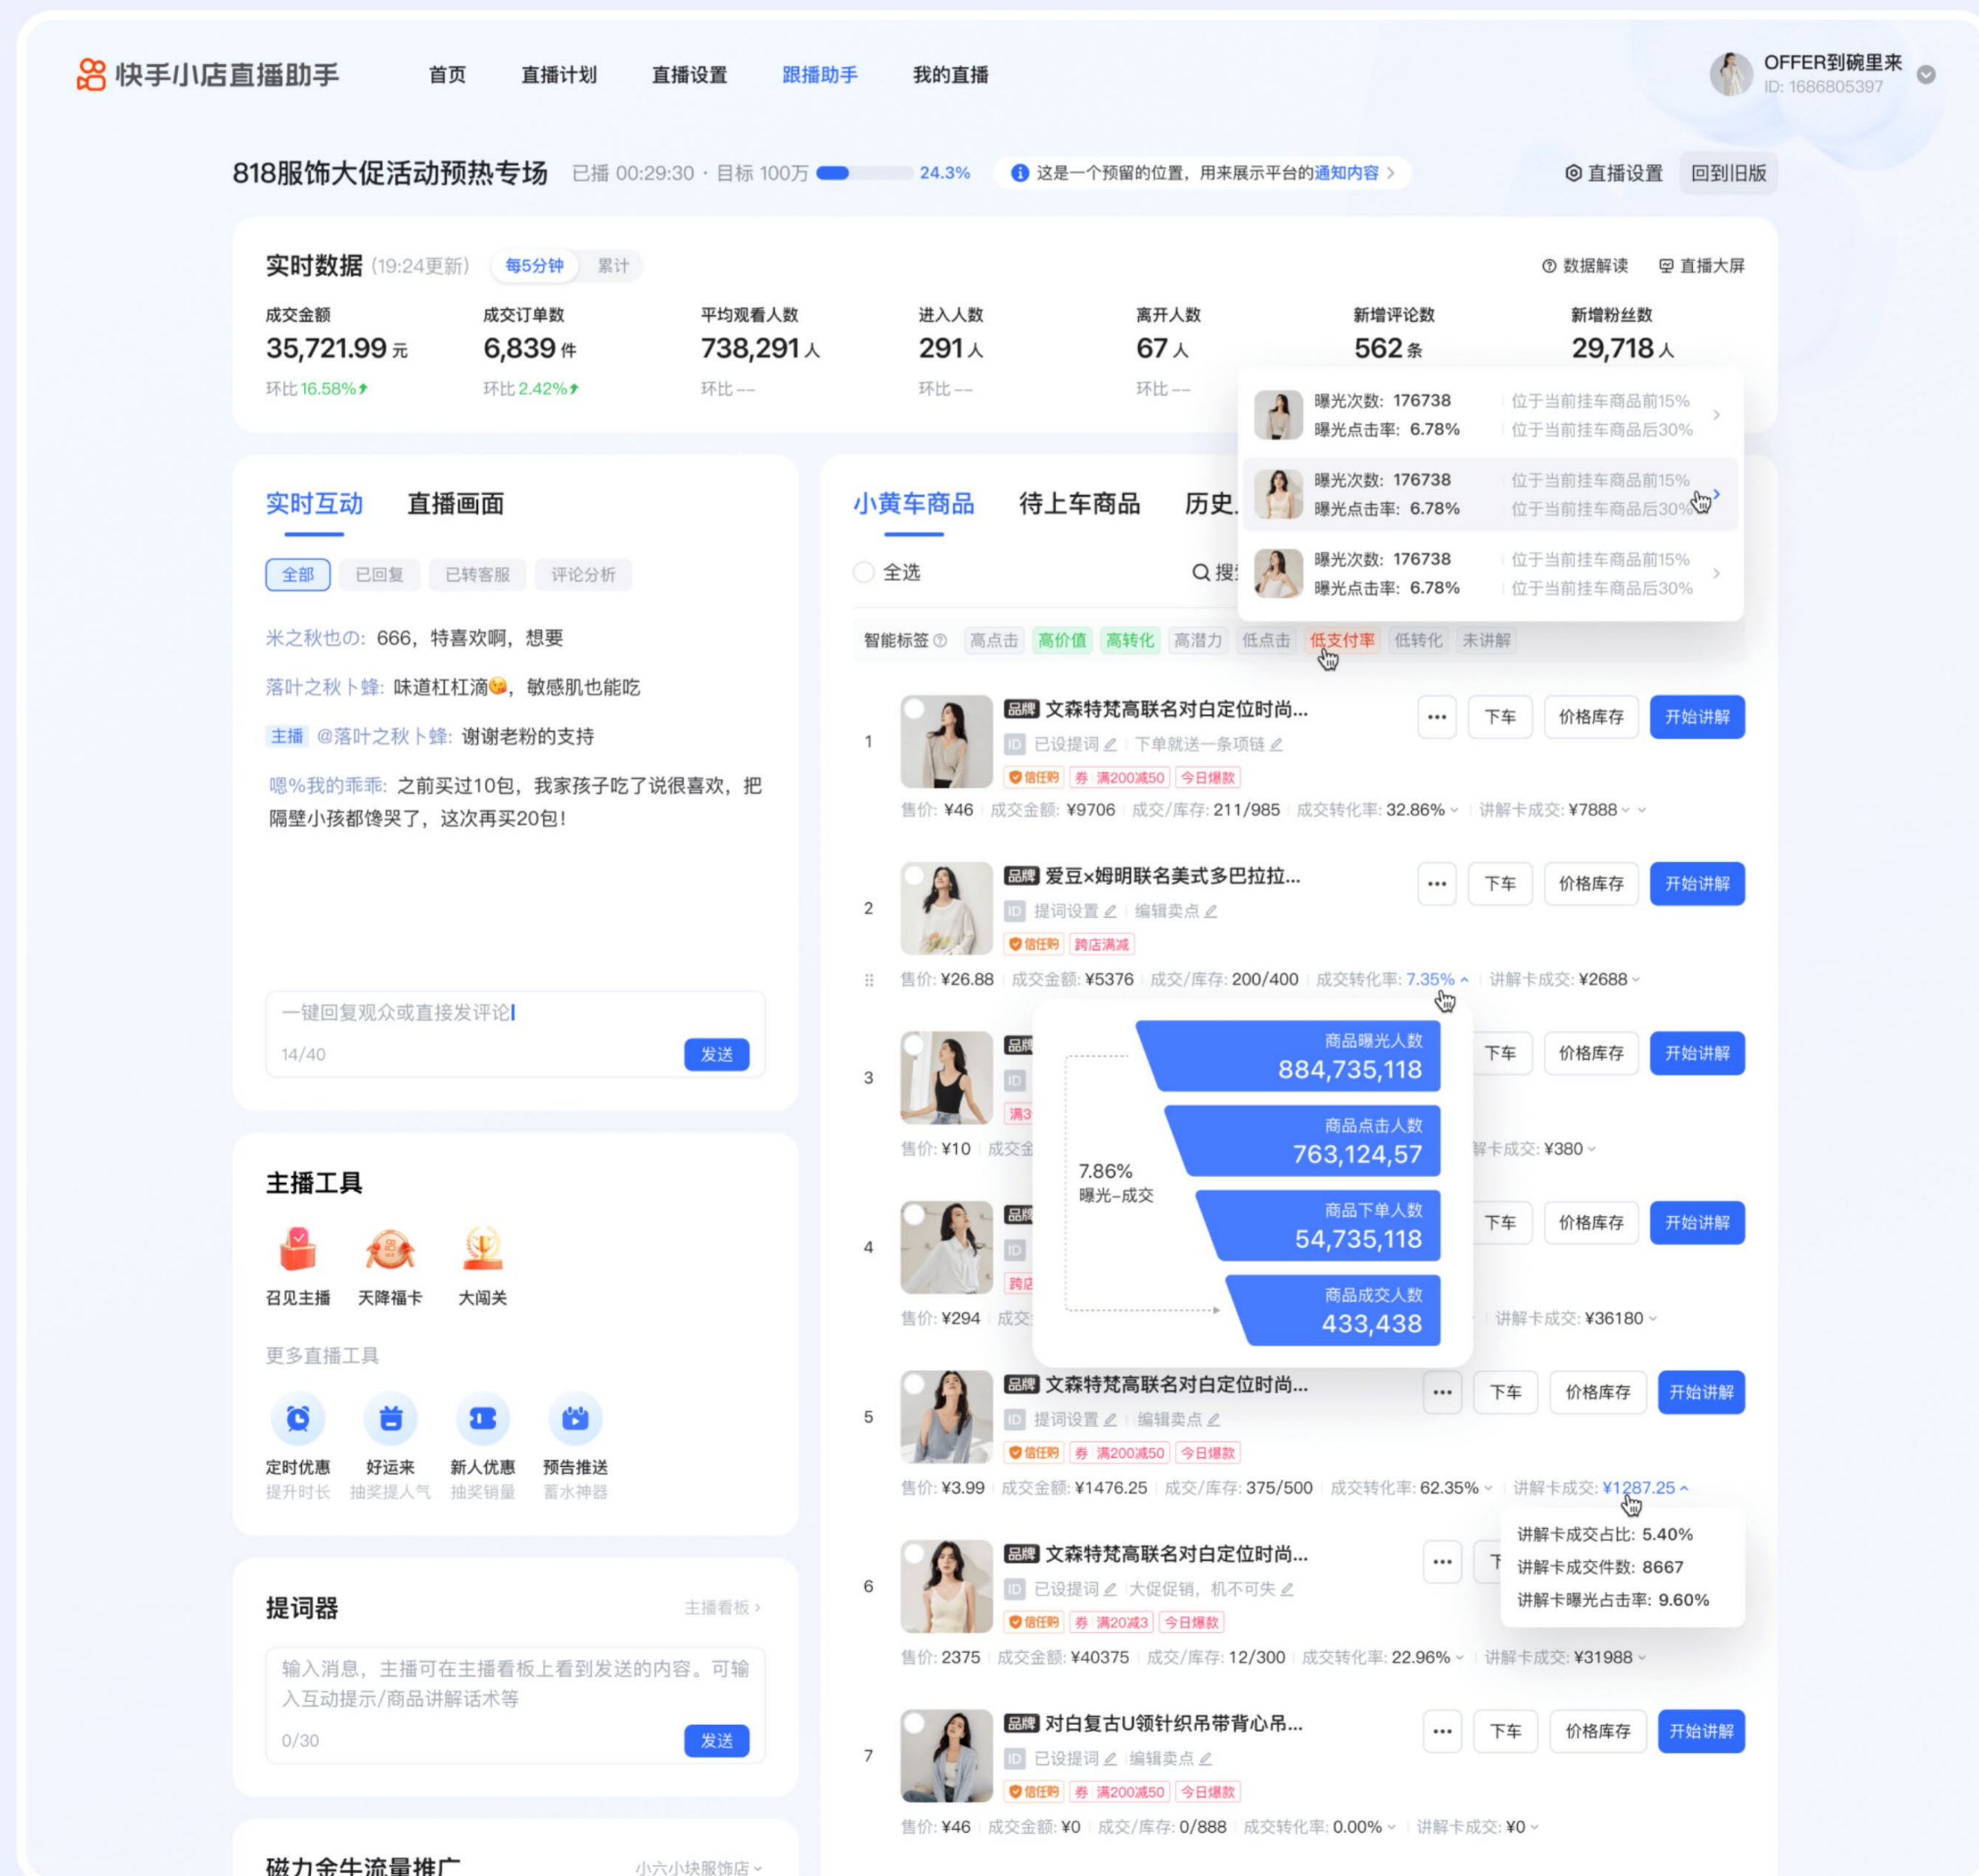 快手小店直播助手
首页 直播计划 直播设置 跟播助手 我的直播
OFFER到碗里来
ID: 1686805397
818服饰大促活动预热专场 已播 00:29:30 · 目标 100万 24.3% 这是一个预留的位置，用来展示平台的通知内容 直播设置 回到旧版
实时数据 (19:24更新) 每5分钟 累计 数据解读 直播大屏
成交金额 成交订单数 平均观看人数 进入人数 离开人数 新增评论数 新增粉丝数
35,721.99 元 6,839 件 738,291 人 291 人 67 人 562 条 29,718 人
环比 16.58% 环比 2.42% 环比 -- 环比 -- 环比 --
曝光次数: 176738 位于当前挂车商品前15%
曝光点击率: 6.78% 位于当前挂车商品后30%
曝光次数: 176738 位于当前挂车商品前15%
曝光点击率: 6.78% 位于当前挂车商品后30%
曝光次数: 176738 位于当前挂车商品前15%
曝光点击率: 6.78% 位于当前挂车商品后30%
实时互动 直播画面
全部 已回复 已转客服 评论分析
米之秋也の: 666，特喜欢啊，想要
落叶之秋卜蜂: 味道杠杠滴😘，敏感肌也能吃
主播 @落叶之秋卜蜂: 谢谢老粉的支持
嗯%我的乖乖: 之前买过10包，我家孩子吃了说很喜欢，把
隔壁小孩都馋哭了，这次再买20包！
一键回复观众或直接发评论
14/40 发送
主播工具
召见主播 天降福卡 大闯关
更多直播工具
定时优惠 好运来 新人优惠 预告推送
提升时长 抽奖提人气 抽奖销量 蓄水神器
提词器 主播看板
输入消息，主播可在主播看板上看到发送的内容。可输
入互动提示/商品讲解话术等
0/30 发送
磁力金牛流量推广 小六小块服饰店
小黄车商品 待上车商品 历史
全选 搜
智能标签 高点击 高价值 高转化 高潜力 低点击 低支付率 低转化 未讲解
1 品牌 文森特梵高联名对白定位时尚... ••• 下车 价格库存 开始讲解
ID 已设提词 下单就送一条项链
信任购 券 满200减50 今日爆款
售价: ¥46 成交金额: ¥9706 成交/库存: 211/985 成交转化率: 32.86% 讲解卡成交: ¥7888
2 品牌 爱豆×姆明联名美式多巴拉拉... ••• 下车 价格库存 开始讲解
ID 提词设置 编辑卖点
信任购 跨店满减
售价: ¥26.88 成交金额: ¥5376 成交/库存: 200/400 成交转化率: 7.35% 讲解卡成交: ¥2688
商品曝光人数
884,735,118
商品点击人数
763,124,57
商品下单人数
54,735,118
商品成交人数
433,438
7.86%
曝光-成交
3 品牌 下车 价格库存 开始讲解
ID
满3
售价: ¥10 成交金 解卡成交: ¥380
4 品牌 下车 价格库存 开始讲解
ID
跨店
售价: ¥294 成交 讲解卡成交: ¥36180
5 品牌 文森特梵高联名对白定位时尚... ••• 下车 价格库存 开始讲解
ID 提词设置 编辑卖点
信任购 券 满200减50 今日爆款
售价: ¥3.99 成交金额: ¥1476.25 成交/库存: 375/500 成交转化率: 62.35% 讲解卡成交: ¥1287.25
讲解卡成交占比: 5.40%
讲解卡成交件数: 8667
讲解卡曝光占击率: 9.60%
6 品牌 文森特梵高联名对白定位时尚... ••• 下
ID 已设提词 大促促销，机不可失
信任购 券 满20减3 今日爆款
售价: 2375 成交金额: ¥40375 成交/库存: 12/300 成交转化率: 22.96% 讲解卡成交: ¥31988
7 品牌 对白复古U领针织吊带背心吊... ••• 下车 价格库存 开始讲解
ID 已设提词 编辑卖点
信任购 券 满200减50 今日爆款
售价: ¥46 成交金额: ¥0 成交/库存: 0/888 成交转化率: 0.00% 讲解卡成交: ¥0